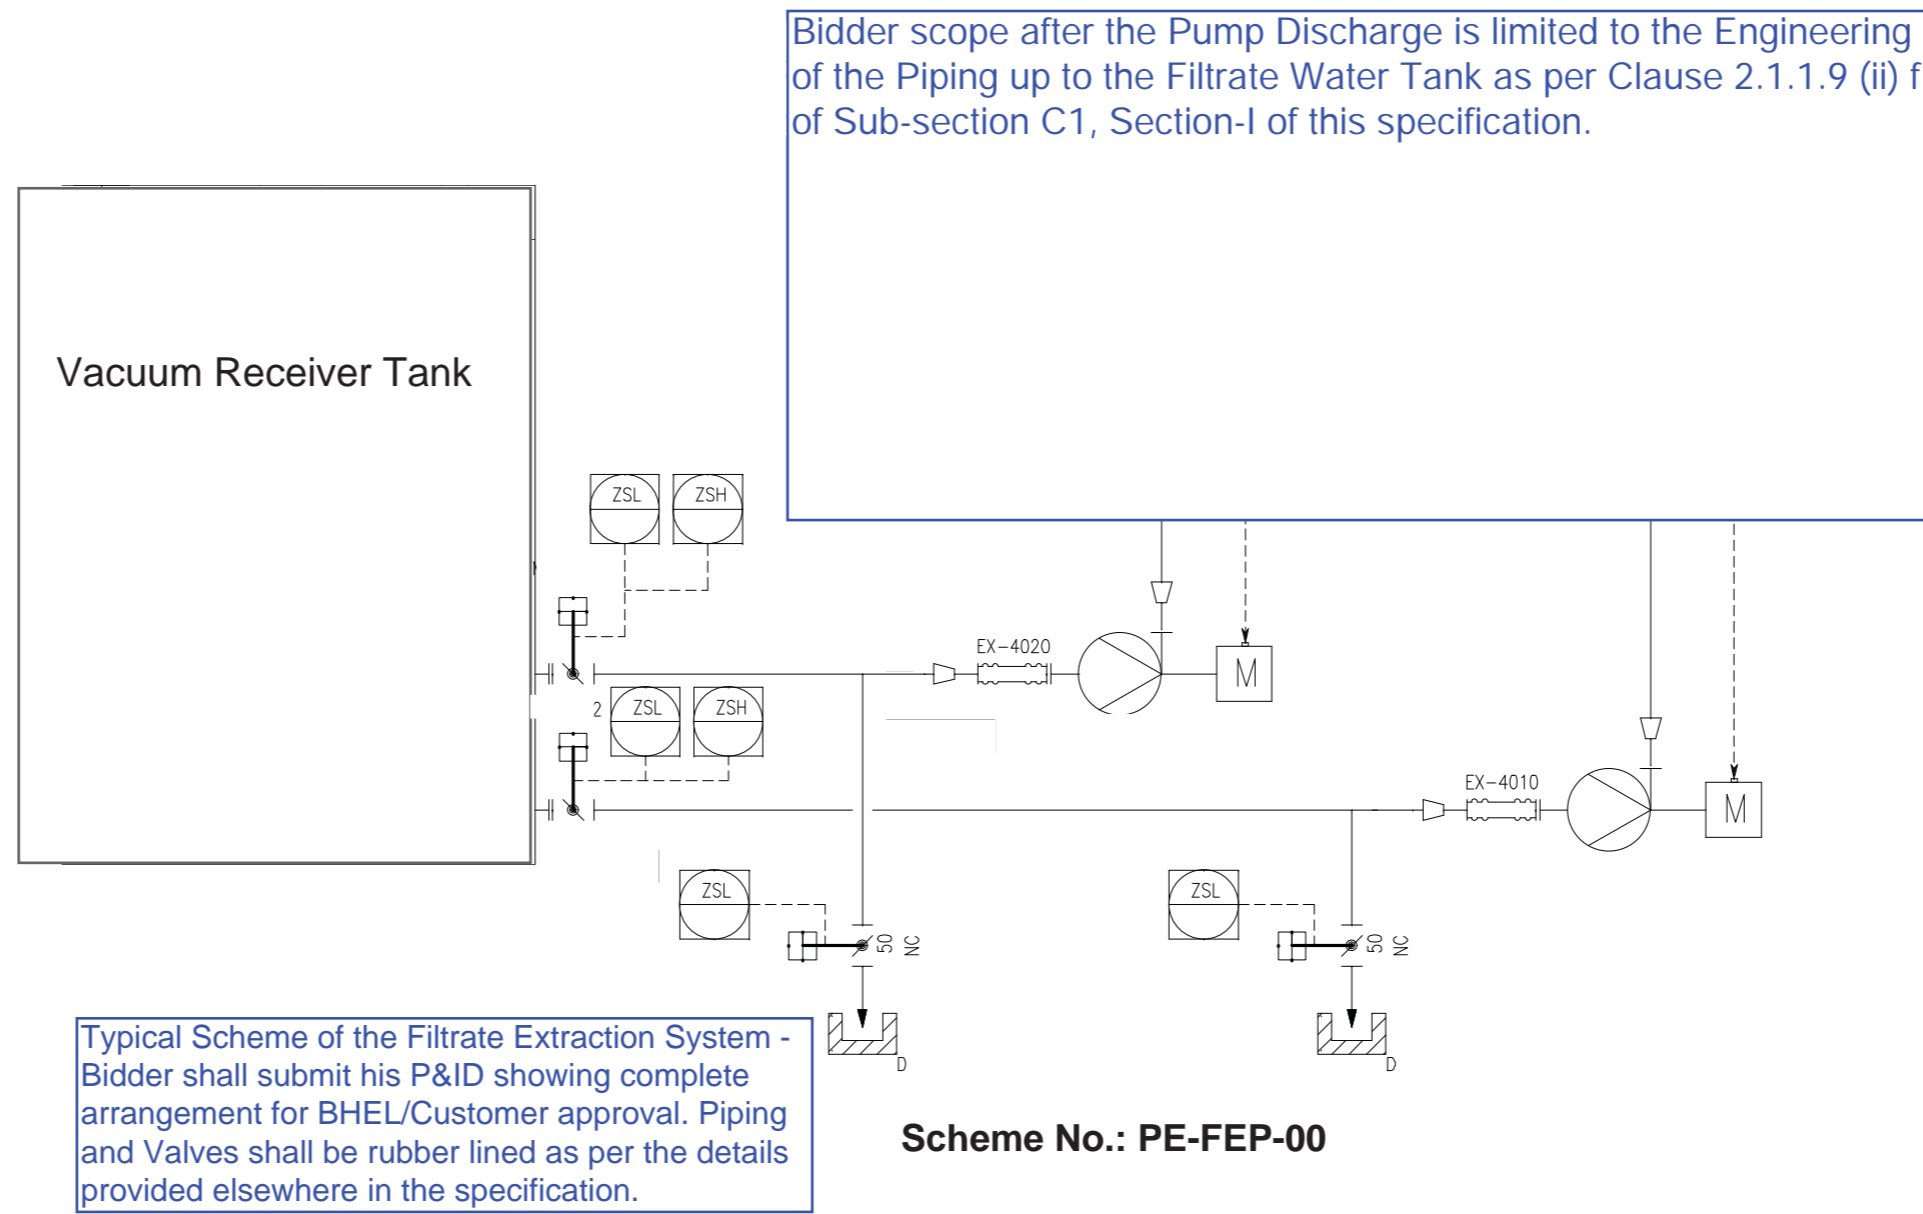 Bidder scope after the Pump Discharge is limited to the Engineering
of the Piping up to the Filtrate Water Tank as per Clause 2.1.1.9 (ii) f
of Sub-section C1, Section-I of this specification.
Vacuum Receiver Tank
ZSL ZSH
EX-4020
M
2 ZSL ZSH
EX-4010
M
ZSL
ZSL
50
NC
50
NC
D
D
Typical Scheme of the Filtrate Extraction System -
Bidder shall submit his P&ID showing complete
arrangement for BHEL/Customer approval. Piping
and Valves shall be rubber lined as per the details
provided elsewhere in the specification.
Scheme No.: PE-FEP-00